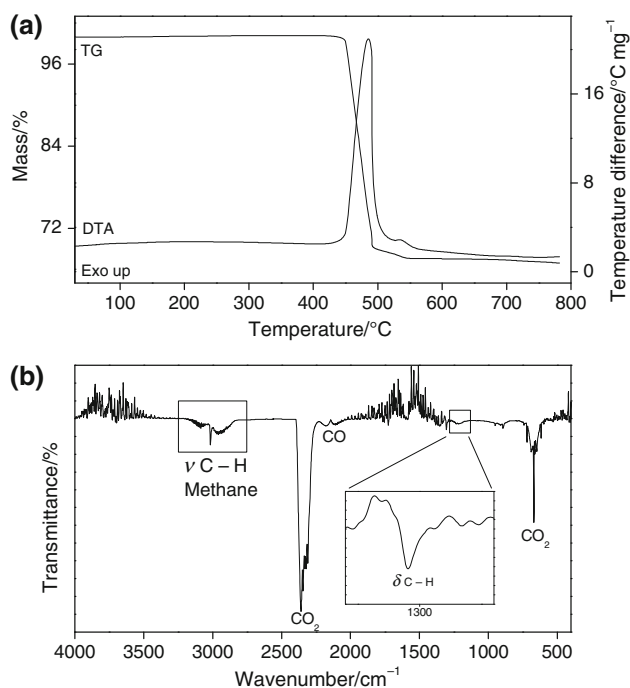 (a)
TG
DTA
Exo up
96
84
72
Mass/%
16
8
0
Temperature difference/°C mg⁻¹
100 200 300 400 500 600 700 800
Temperature/°C
(b)
ν C – H
Methane
CO
CO₂
δ C – H
1300
CO₂
Transmittance/%
4000 3500 3000 2500 2000 1500 1000 500
Wavenumber/cm⁻¹